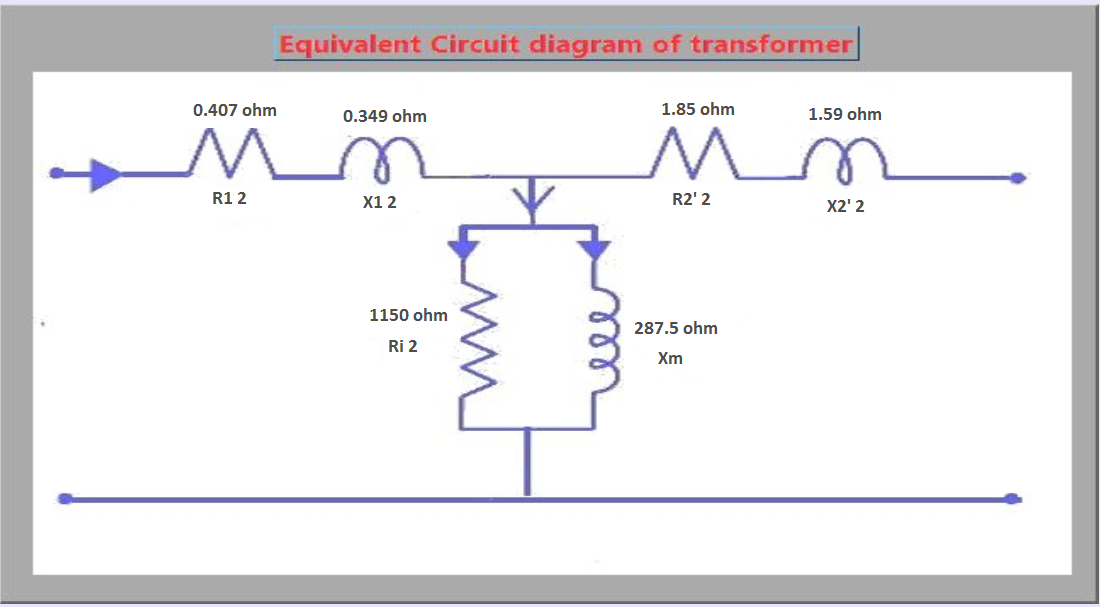 Equivalent Circuit diagram of transformer
0.407 ohm
0.349 ohm
1.85 ohm
1.59 ohm
R1 2
X1 2
R2' 2
X2' 2
1150 ohm
Ri 2
287.5 ohm
Xm